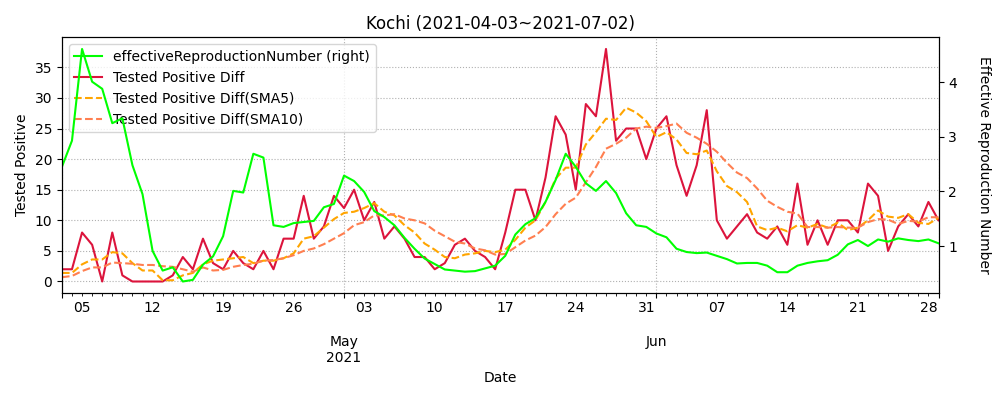 Kochi (2021-04-03~2021-07-02)
effectiveReproductionNumber (right)
Tested Positive Diff
Tested Positive Diff(SMA5)
Tested Positive Diff(SMA10)
Tested Positive
35
30
25
20
15
10
5
0
4
3
2
1
Effective Reproduction Number
05 12 19 26 03 10 17 24 31 07 14 21 28
May Jun
2021
Date